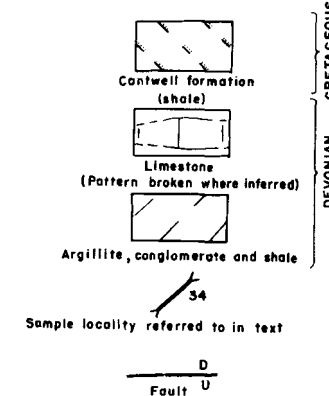 CRETACEOUS
Cantwell formation
(shale)
DEVONIAN
Limestone
(Pattern broken where inferred)
Argillite, conglomerate and shale
34
Sample locality referred to in text
D
U
Fault